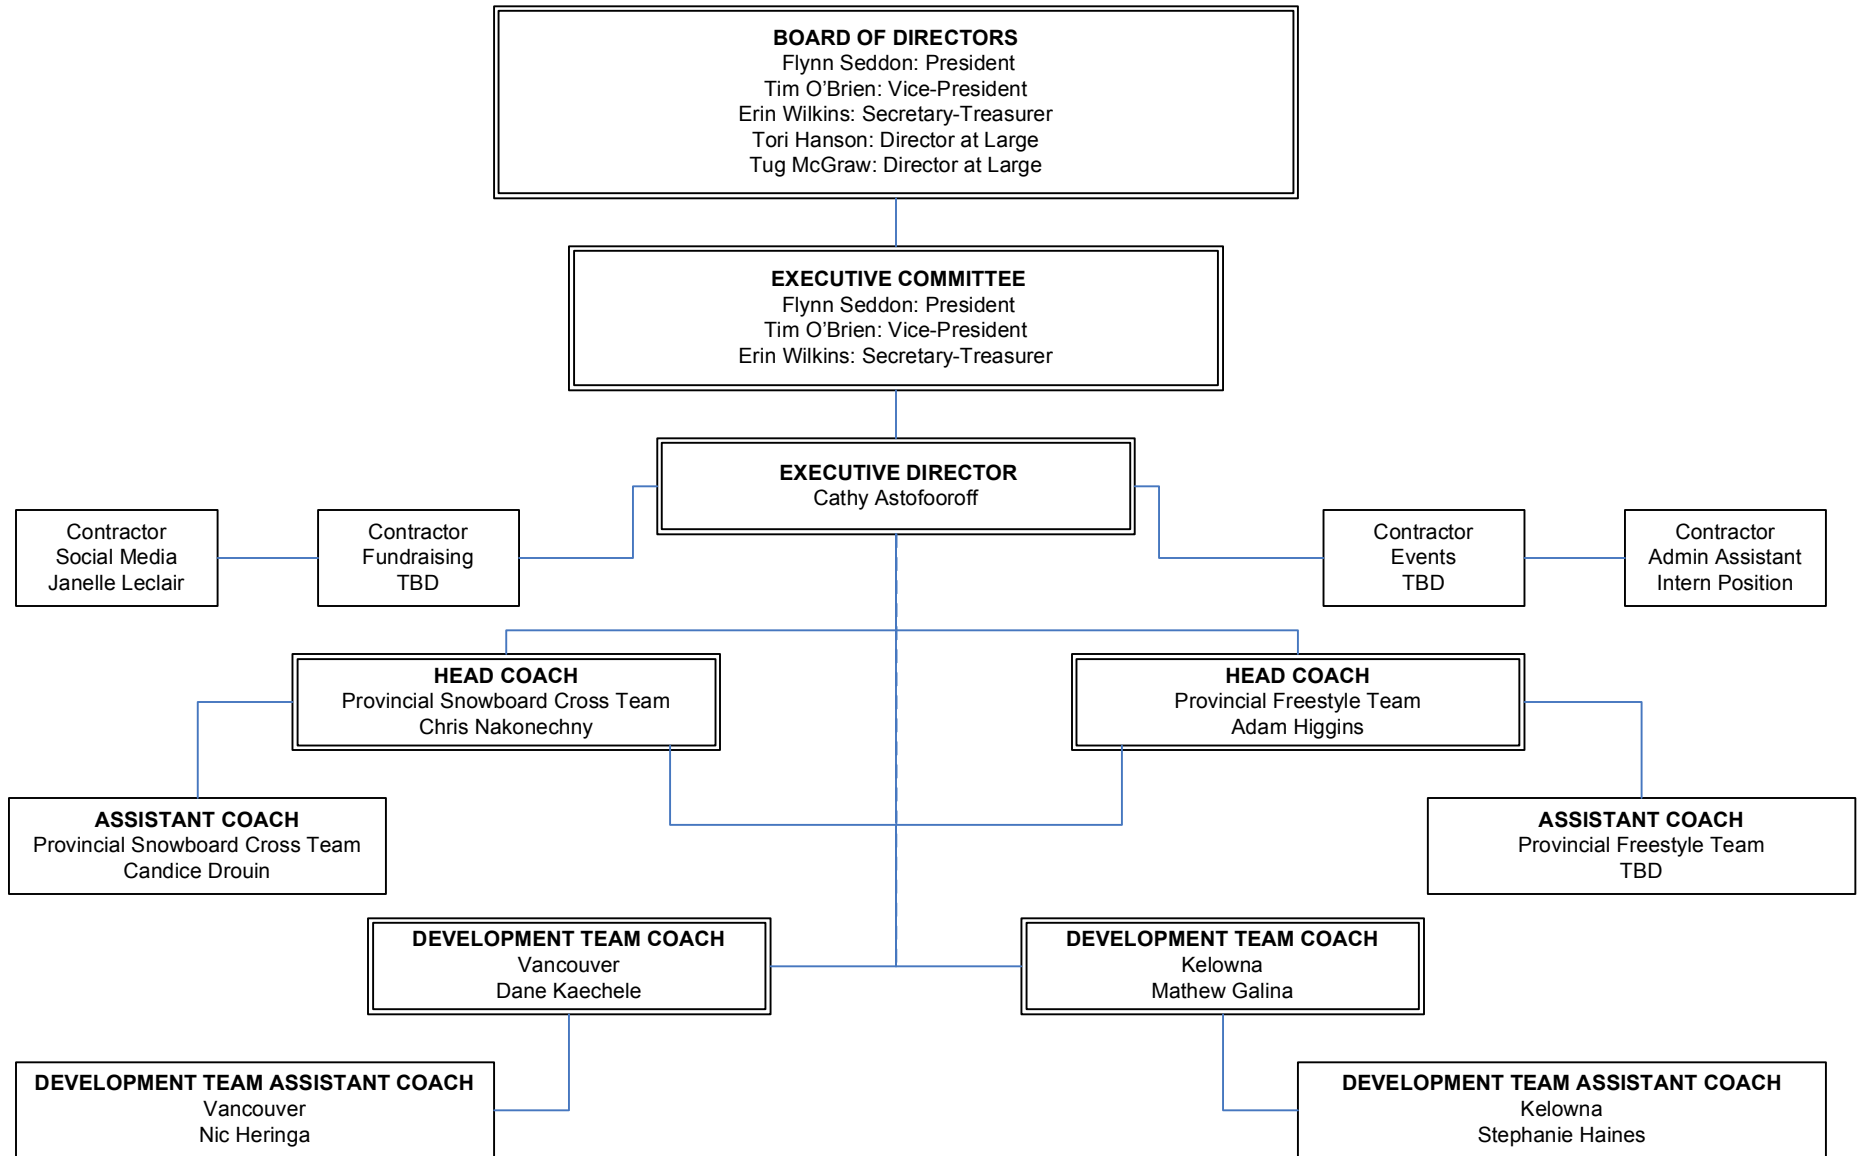 BOARD OF DIRECTORS
Flynn Seddon: President
Tim O’Brien: Vice-President
Erin Wilkins: Secretary-Treasurer
Tori Hanson: Director at Large
Tug McGraw: Director at Large
EXECUTIVE COMMITTEE
Flynn Seddon: President
Tim O’Brien: Vice-President
Erin Wilkins: Secretary-Treasurer
EXECUTIVE DIRECTOR
Cathy Astofooroff
Contractor
Social Media
Janelle Leclair
Contractor
Fundraising
TBD
Contractor
Events
TBD
Contractor
Admin Assistant
Intern Position
HEAD COACH
Provincial Snowboard Cross Team
Chris Nakonechny
HEAD COACH
Provincial Freestyle Team
Adam Higgins
ASSISTANT COACH
Provincial Snowboard Cross Team
Candice Drouin
ASSISTANT COACH
Provincial Freestyle Team
TBD
DEVELOPMENT TEAM COACH
Vancouver
Dane Kaechele
DEVELOPMENT TEAM COACH
Kelowna
Mathew Galina
DEVELOPMENT TEAM ASSISTANT COACH
Vancouver
Nic Heringa
DEVELOPMENT TEAM ASSISTANT COACH
Kelowna
Stephanie Haines